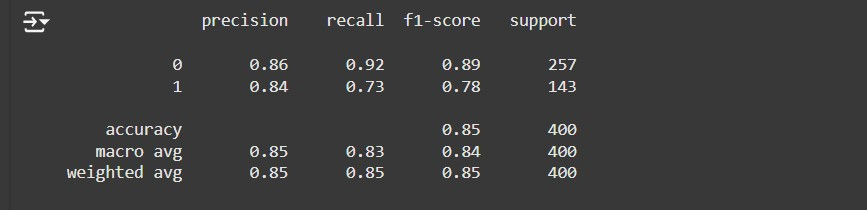 precision recall f1-score support
0 0.86 0.92 0.89 257
1 0.84 0.73 0.78 143
accuracy 0.85 400
macro avg 0.85 0.83 0.84 400
weighted avg 0.85 0.85 0.85 400